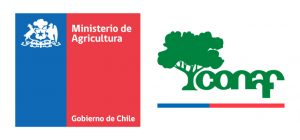 Ministerio de
Agricultura
Gobierno de Chile
conaf